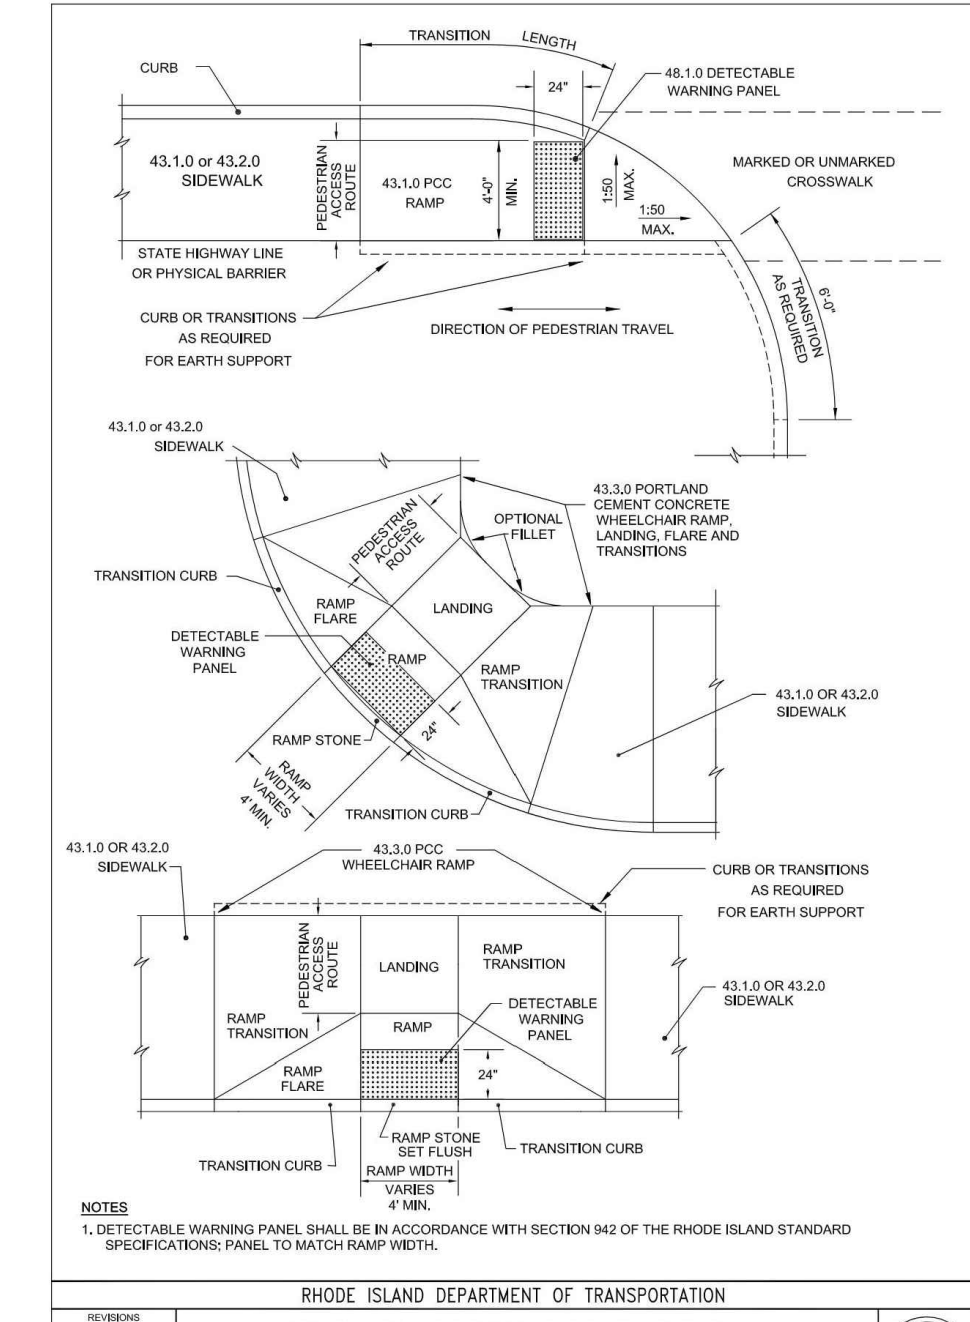 TRANSITION LENGTH
CURB
24"
48.1.0 DETECTABLE
WARNING PANEL
43.1.0 or 43.2.0
SIDEWALK
PEDESTRIAN
ACCESS
ROUTE
43.1.0 PCC
RAMP
4'-0"
MIN.
1:50
MAX.
1:50
MAX.
MARKED OR UNMARKED
CROSSWALK
STATE HIGHWAY LINE
OR PHYSICAL BARRIER
CURB OR TRANSITIONS
AS REQUIRED
FOR EARTH SUPPORT
DIRECTION OF PEDESTRIAN TRAVEL
6'-0"
TRANSITION
AS REQUIRED
43.1.0 or 43.2.0
SIDEWALK
PEDESTRIAN
ACCESS
ROUTE
OPTIONAL
FILLET
43.3.0 PORTLAND
CEMENT CONCRETE
WHEELCHAIR RAMP,
LANDING, FLARE AND
TRANSITIONS
TRANSITION CURB
RAMP
FLARE
LANDING
DETECTABLE
WARNING
PANEL
RAMP
RAMP
TRANSITION
43.1.0 OR 43.2.0
SIDEWALK
RAMP STONE
24"
RAMP
WIDTH
VARIES
4' MIN.
TRANSITION CURB
43.1.0 OR 43.2.0
SIDEWALK
43.3.0 PCC
WHEELCHAIR RAMP
CURB OR TRANSITIONS
AS REQUIRED
FOR EARTH SUPPORT
PEDESTRIAN
ACCESS
ROUTE
LANDING
RAMP
TRANSITION
43.1.0 OR 43.2.0
SIDEWALK
RAMP
TRANSITION
RAMP
DETECTABLE
WARNING
PANEL
RAMP
FLARE
24"
RAMP STONE
SET FLUSH
TRANSITION CURB
TRANSITION CURB
RAMP WIDTH
VARIES
4' MIN.
NOTES
1. DETECTABLE WARNING PANEL SHALL BE IN ACCORDANCE WITH SECTION 942 OF THE RHODE ISLAND STANDARD
SPECIFICATIONS; PANEL TO MATCH RAMP WIDTH.
RHODE ISLAND DEPARTMENT OF TRANSPORTATION
REVISIONS